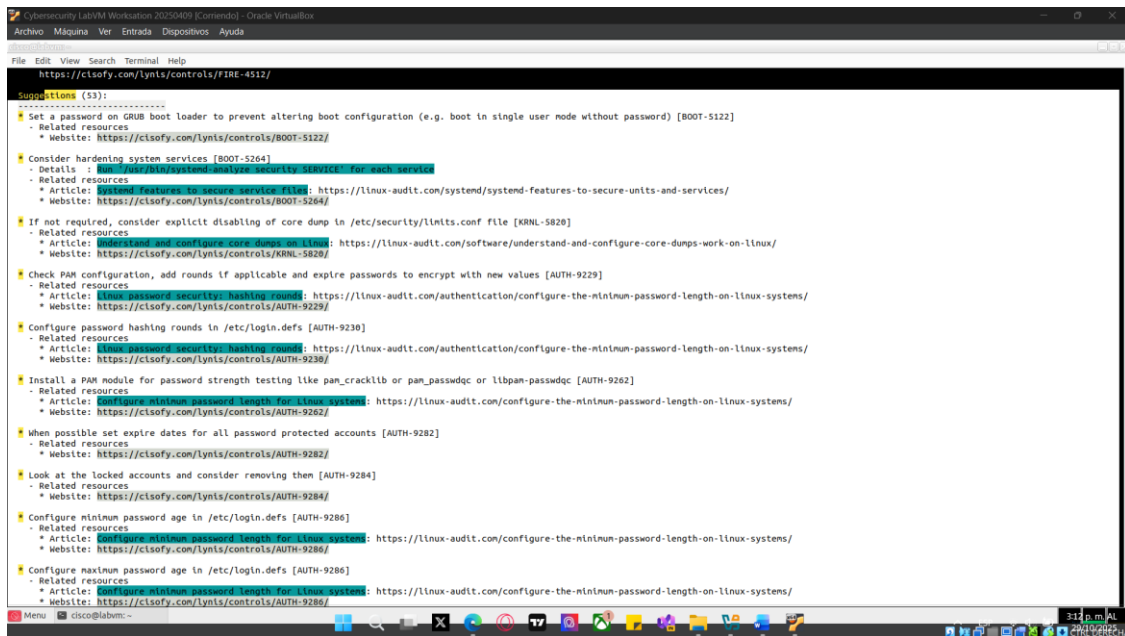 Cybersecurity LabVM Worksation 20250409 [Corriendo] - Oracle VirtualBox
Archivo Máquina Ver Entrada Dispositivos Ayuda
cisco@labvm: ~
File Edit View Search Terminal Help
https://cisofy.com/lynis/controls/FIRE-4512/
Suggestions (53):
----------------------------
* Set a password on GRUB boot loader to prevent altering boot configuration (e.g. boot in single user mode without password) [BOOT-5122]
- Related resources
* Website: https://cisofy.com/lynis/controls/BOOT-5122/
* Consider hardening system services [BOOT-5264]
- Details : Run '/usr/bin/systemd-analyze security SERVICE' for each service
- Related resources
* Article: Systemd features to secure service files: https://linux-audit.com/systemd/systemd-features-to-secure-units-and-services/
* Website: https://cisofy.com/lynis/controls/BOOT-5264/
* If not required, consider explicit disabling of core dump in /etc/security/limits.conf file [KRNL-5820]
- Related resources
* Article: Understand and configure core dumps on Linux: https://linux-audit.com/software/understand-and-configure-core-dumps-work-on-linux/
* Website: https://cisofy.com/lynis/controls/KRNL-5820/
* Check PAM configuration, add rounds if applicable and expire passwords to encrypt with new values [AUTH-9229]
- Related resources
* Article: Linux password security: hashing rounds: https://linux-audit.com/authentication/configure-the-minimum-password-length-on-linux-systems/
* Website: https://cisofy.com/lynis/controls/AUTH-9229/
* Configure password hashing rounds in /etc/login.defs [AUTH-9230]
- Related resources
* Article: Linux password security: hashing rounds: https://linux-audit.com/authentication/configure-the-minimum-password-length-on-linux-systems/
* Website: https://cisofy.com/lynis/controls/AUTH-9230/
* Install a PAM module for password strength testing like pam_cracklib or pam_passwdqc or libpam-passwdqc [AUTH-9262]
- Related resources
* Article: Configure minimum password length for Linux systems: https://linux-audit.com/configure-the-minimum-password-length-on-linux-systems/
* Website: https://cisofy.com/lynis/controls/AUTH-9262/
* When possible set expire dates for all password protected accounts [AUTH-9282]
- Related resources
* Website: https://cisofy.com/lynis/controls/AUTH-9282/
* Look at the locked accounts and consider removing them [AUTH-9284]
- Related resources
* Website: https://cisofy.com/lynis/controls/AUTH-9284/
* Configure minimum password age in /etc/login.defs [AUTH-9286]
- Related resources
* Article: Configure minimum password length for Linux systems: https://linux-audit.com/configure-the-minimum-password-length-on-linux-systems/
* Website: https://cisofy.com/lynis/controls/AUTH-9286/
* Configure maximum password age in /etc/login.defs [AUTH-9286]
- Related resources
* Article: Configure minimum password length for Linux systems: https://linux-audit.com/configure-the-minimum-password-length-on-linux-systems/
* Website: https://cisofy.com/lynis/controls/AUTH-9286/
Menu cisco@labvm: ~
3:12 p. m. AL
29/10/2025
CTRL DERECH